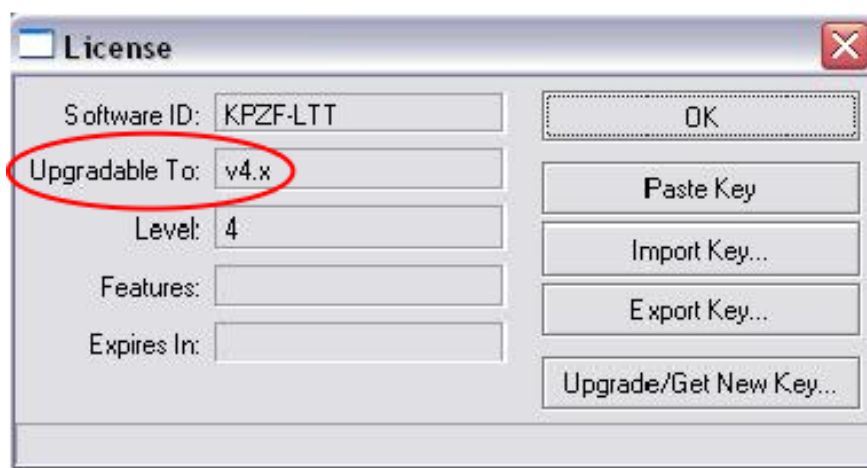 License
Software ID: KPZF-LTT
Upgradable To: v4.x
Level: 4
Features:
Expires In:
OK
Paste Key
Import Key...
Export Key...
Upgrade/Get New Key...